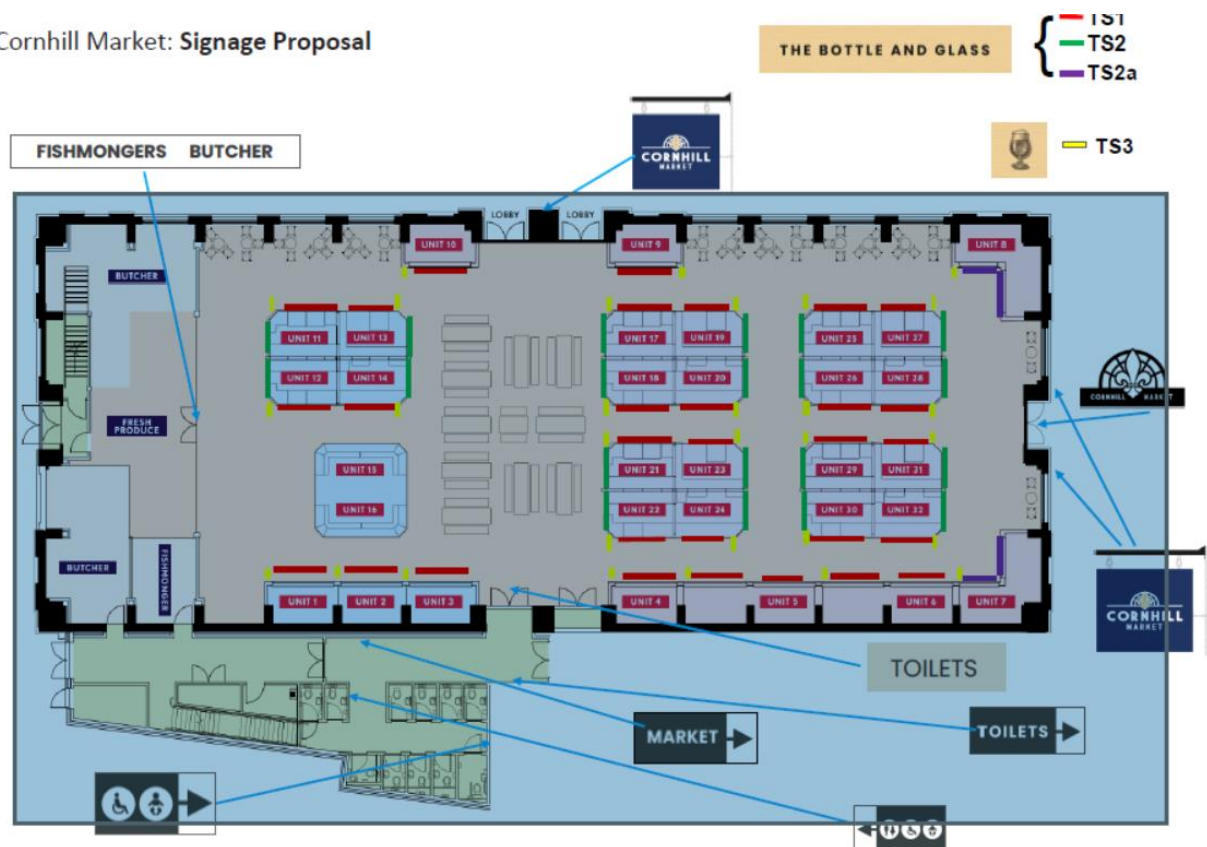 Cornhill Market: Signage Proposal
THE BOTTLE AND GLASS
TS1
TS2
TS2a
TS3
CORNHILL
MARKET
FISHMONGERS BUTCHER
LOBBY
LOBBY
BUTCHER
UNIT 10
UNIT 9
UNIT 8
UNIT 11
UNIT 13
UNIT 17
UNIT 19
UNIT 25
UNIT 27
UNIT 12
UNIT 14
UNIT 18
UNIT 20
UNIT 26
UNIT 28
CORNHILL MARKET
FRESH
PRODUCE
UNIT 15
UNIT 21
UNIT 23
UNIT 29
UNIT 31
UNIT 16
UNIT 22
UNIT 24
UNIT 30
UNIT 32
BUTCHER
FISHMONGER
UNIT 1
UNIT 2
UNIT 3
UNIT 4
UNIT 5
UNIT 6
UNIT 7
CORNHILL
MARKET
TOILETS
MARKET
TOILETS